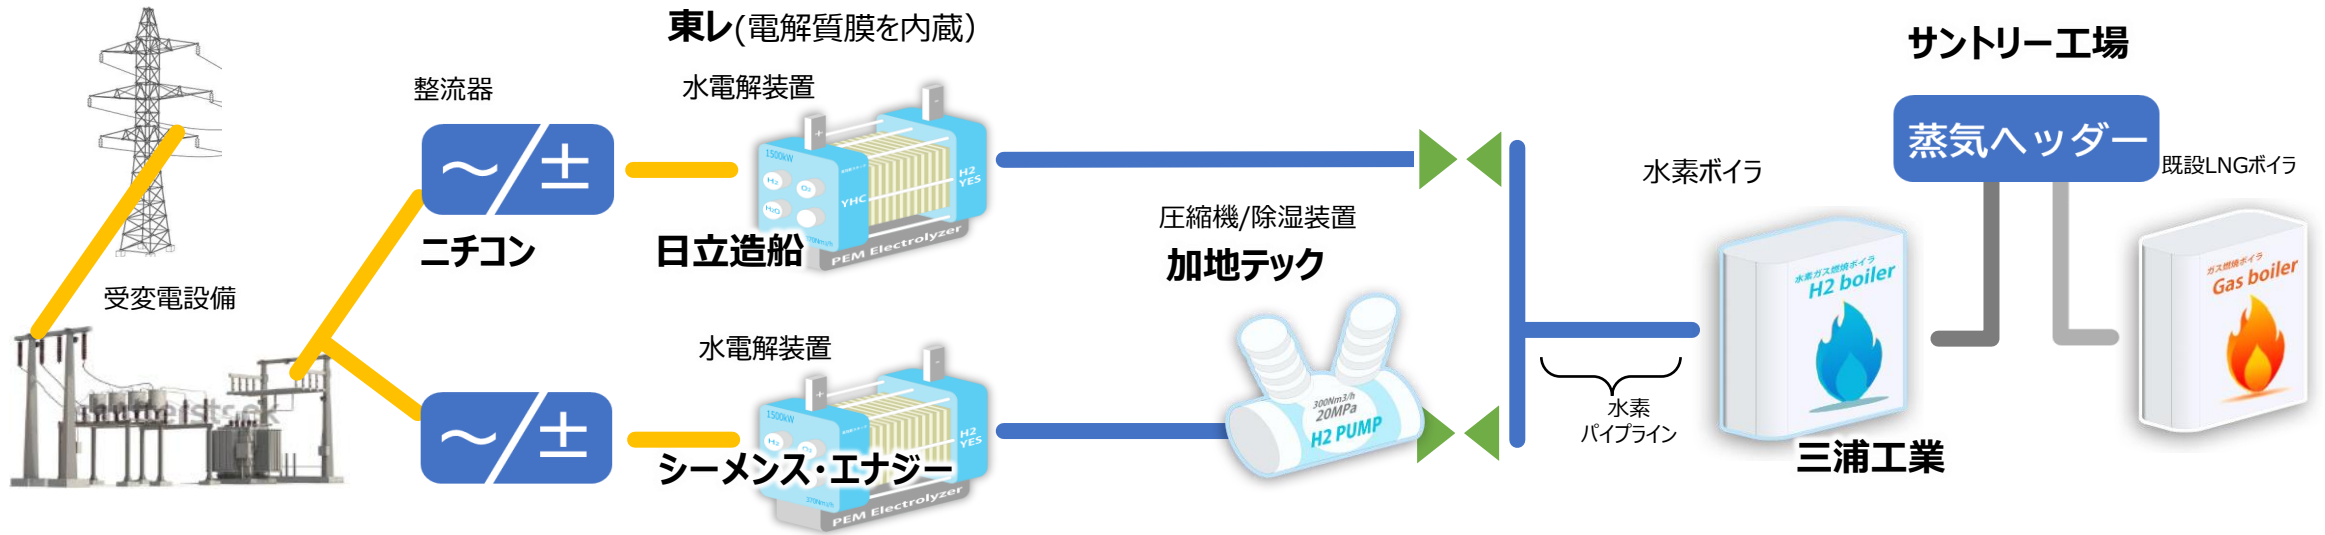 東レ(電解質膜を内蔵)
サントリー工場
整流器
水電解装置
～/±
1500kW
H₂
O₂
H₂O
YHC
H2
YES
PEM Electrolyzer
ニチコン
日立造船
蒸気ヘッダー
既設LNGボイラ
水素ボイラ
圧縮機/除湿装置
加地テック
受変電設備
水素ガス燃焼ボイラ
H2 boiler
ガス燃焼ボイラ
Gas boiler
水電解装置
～/±
1500kW
H₂
O₂
H2
YES
シーメンス・エナジー
370Nm3/h
PEM Electrolyzer
300Nm3/h
20MPa
H2 PUMP
水素
パイプライン
三浦工業